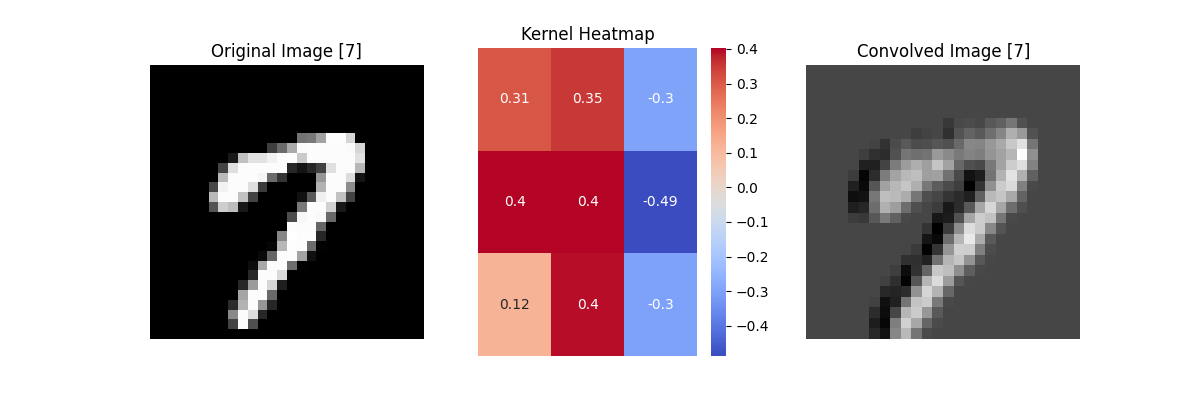 Original Image [7]
Kernel Heatmap
Convolved Image [7]
0.31 0.35 -0.3
0.4 0.4 -0.49
0.12 0.4 -0.3
0.4
0.3
0.2
0.1
0.0
−0.1
−0.2
−0.3
−0.4
7
7